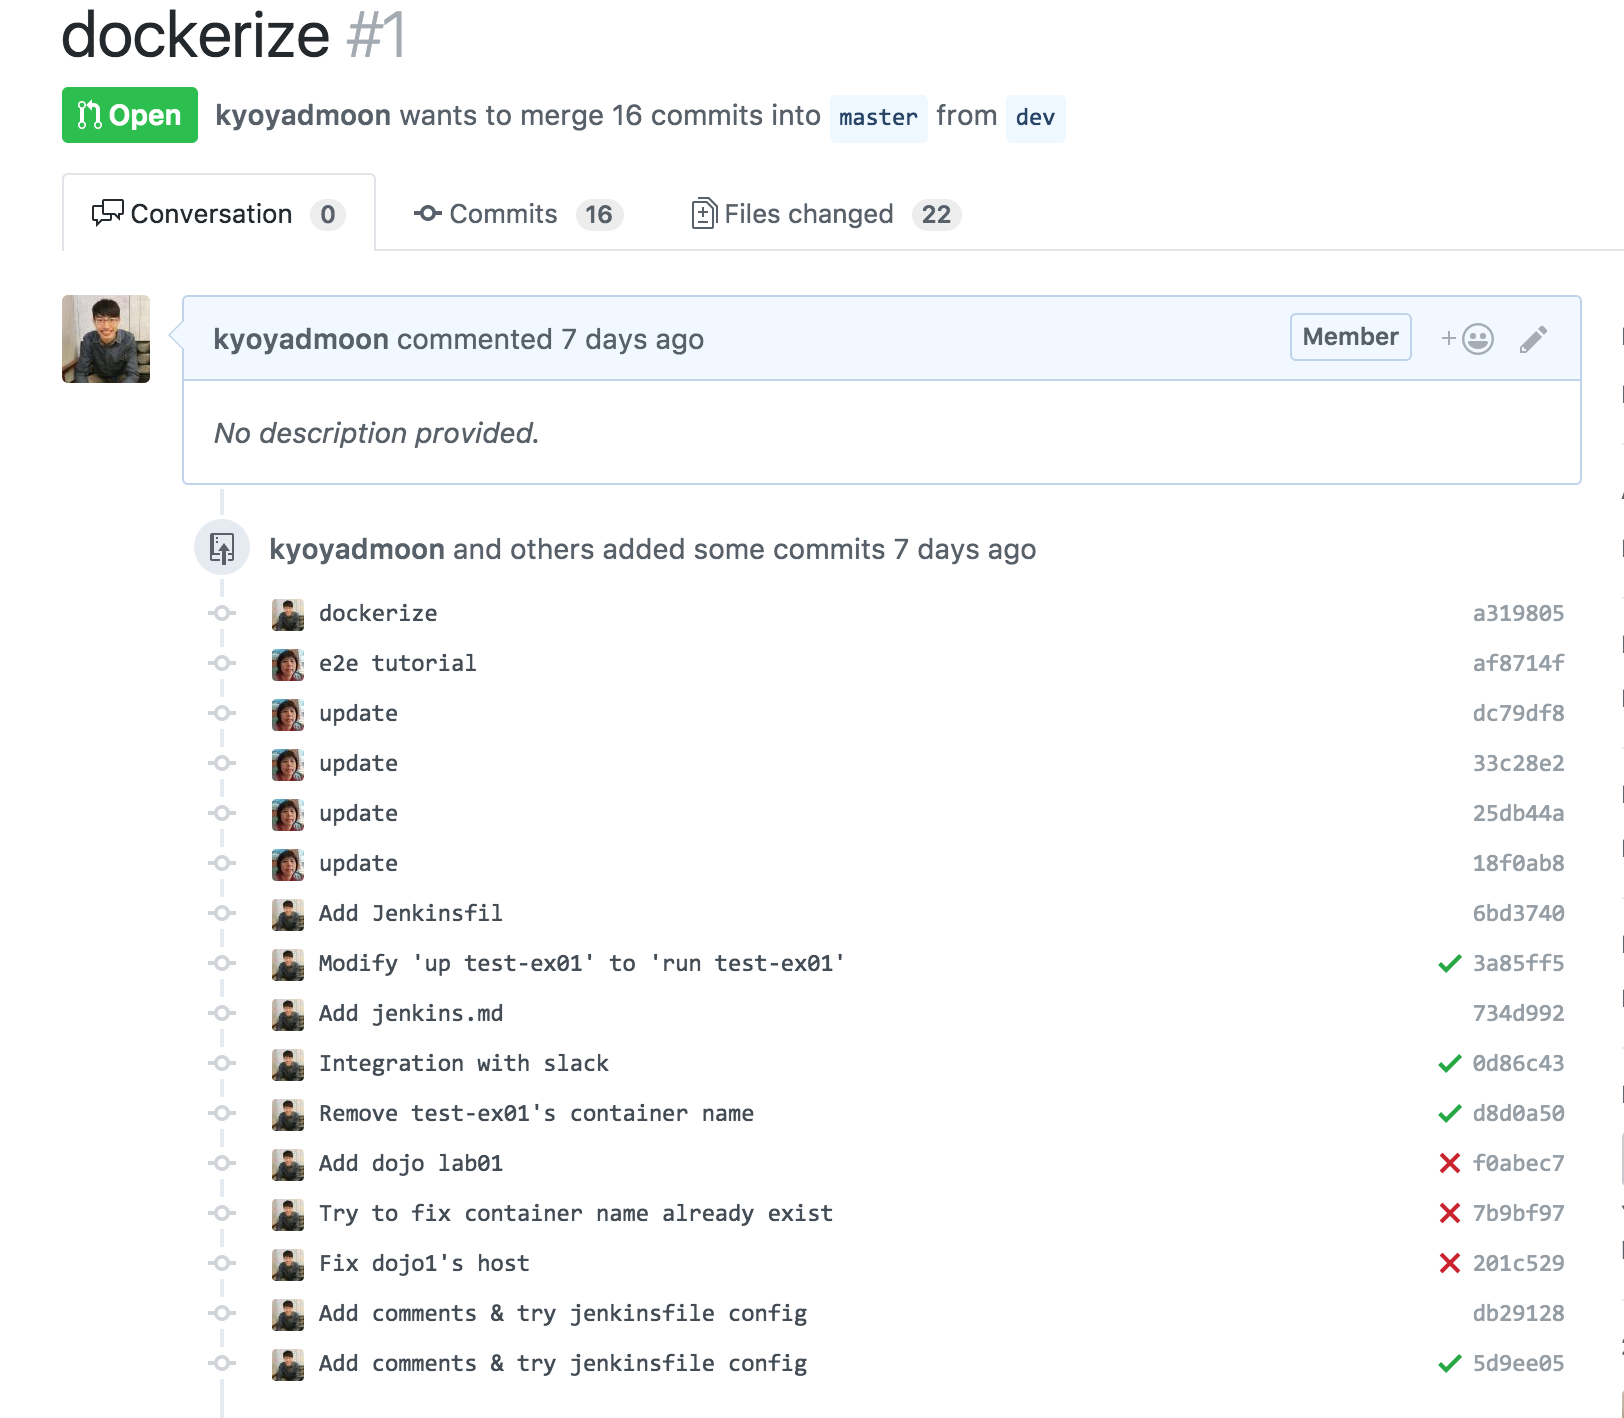 dockerize #1
Open kyoyadmoon wants to merge 16 commits into master from dev
Conversation 0 Commits 16 Files changed 22
kyoyadmoon commented 7 days ago Member +
No description provided.
kyoyadmoon and others added some commits 7 days ago
dockerize a319805
e2e tutorial af8714f
update dc79df8
update 33c28e2
update 25db44a
update 18f0ab8
Add Jenkinsfil 6bd3740
Modify 'up test-ex01' to 'run test-ex01' 3a85ff5
Add jenkins.md 734d992
Integration with slack 0d86c43
Remove test-ex01's container name d8d0a50
Add dojo lab01 f0abec7
Try to fix container name already exist 7b9bf97
Fix dojo1's host 201c529
Add comments & try jenkinsfile config db29128
Add comments & try jenkinsfile config 5d9ee05